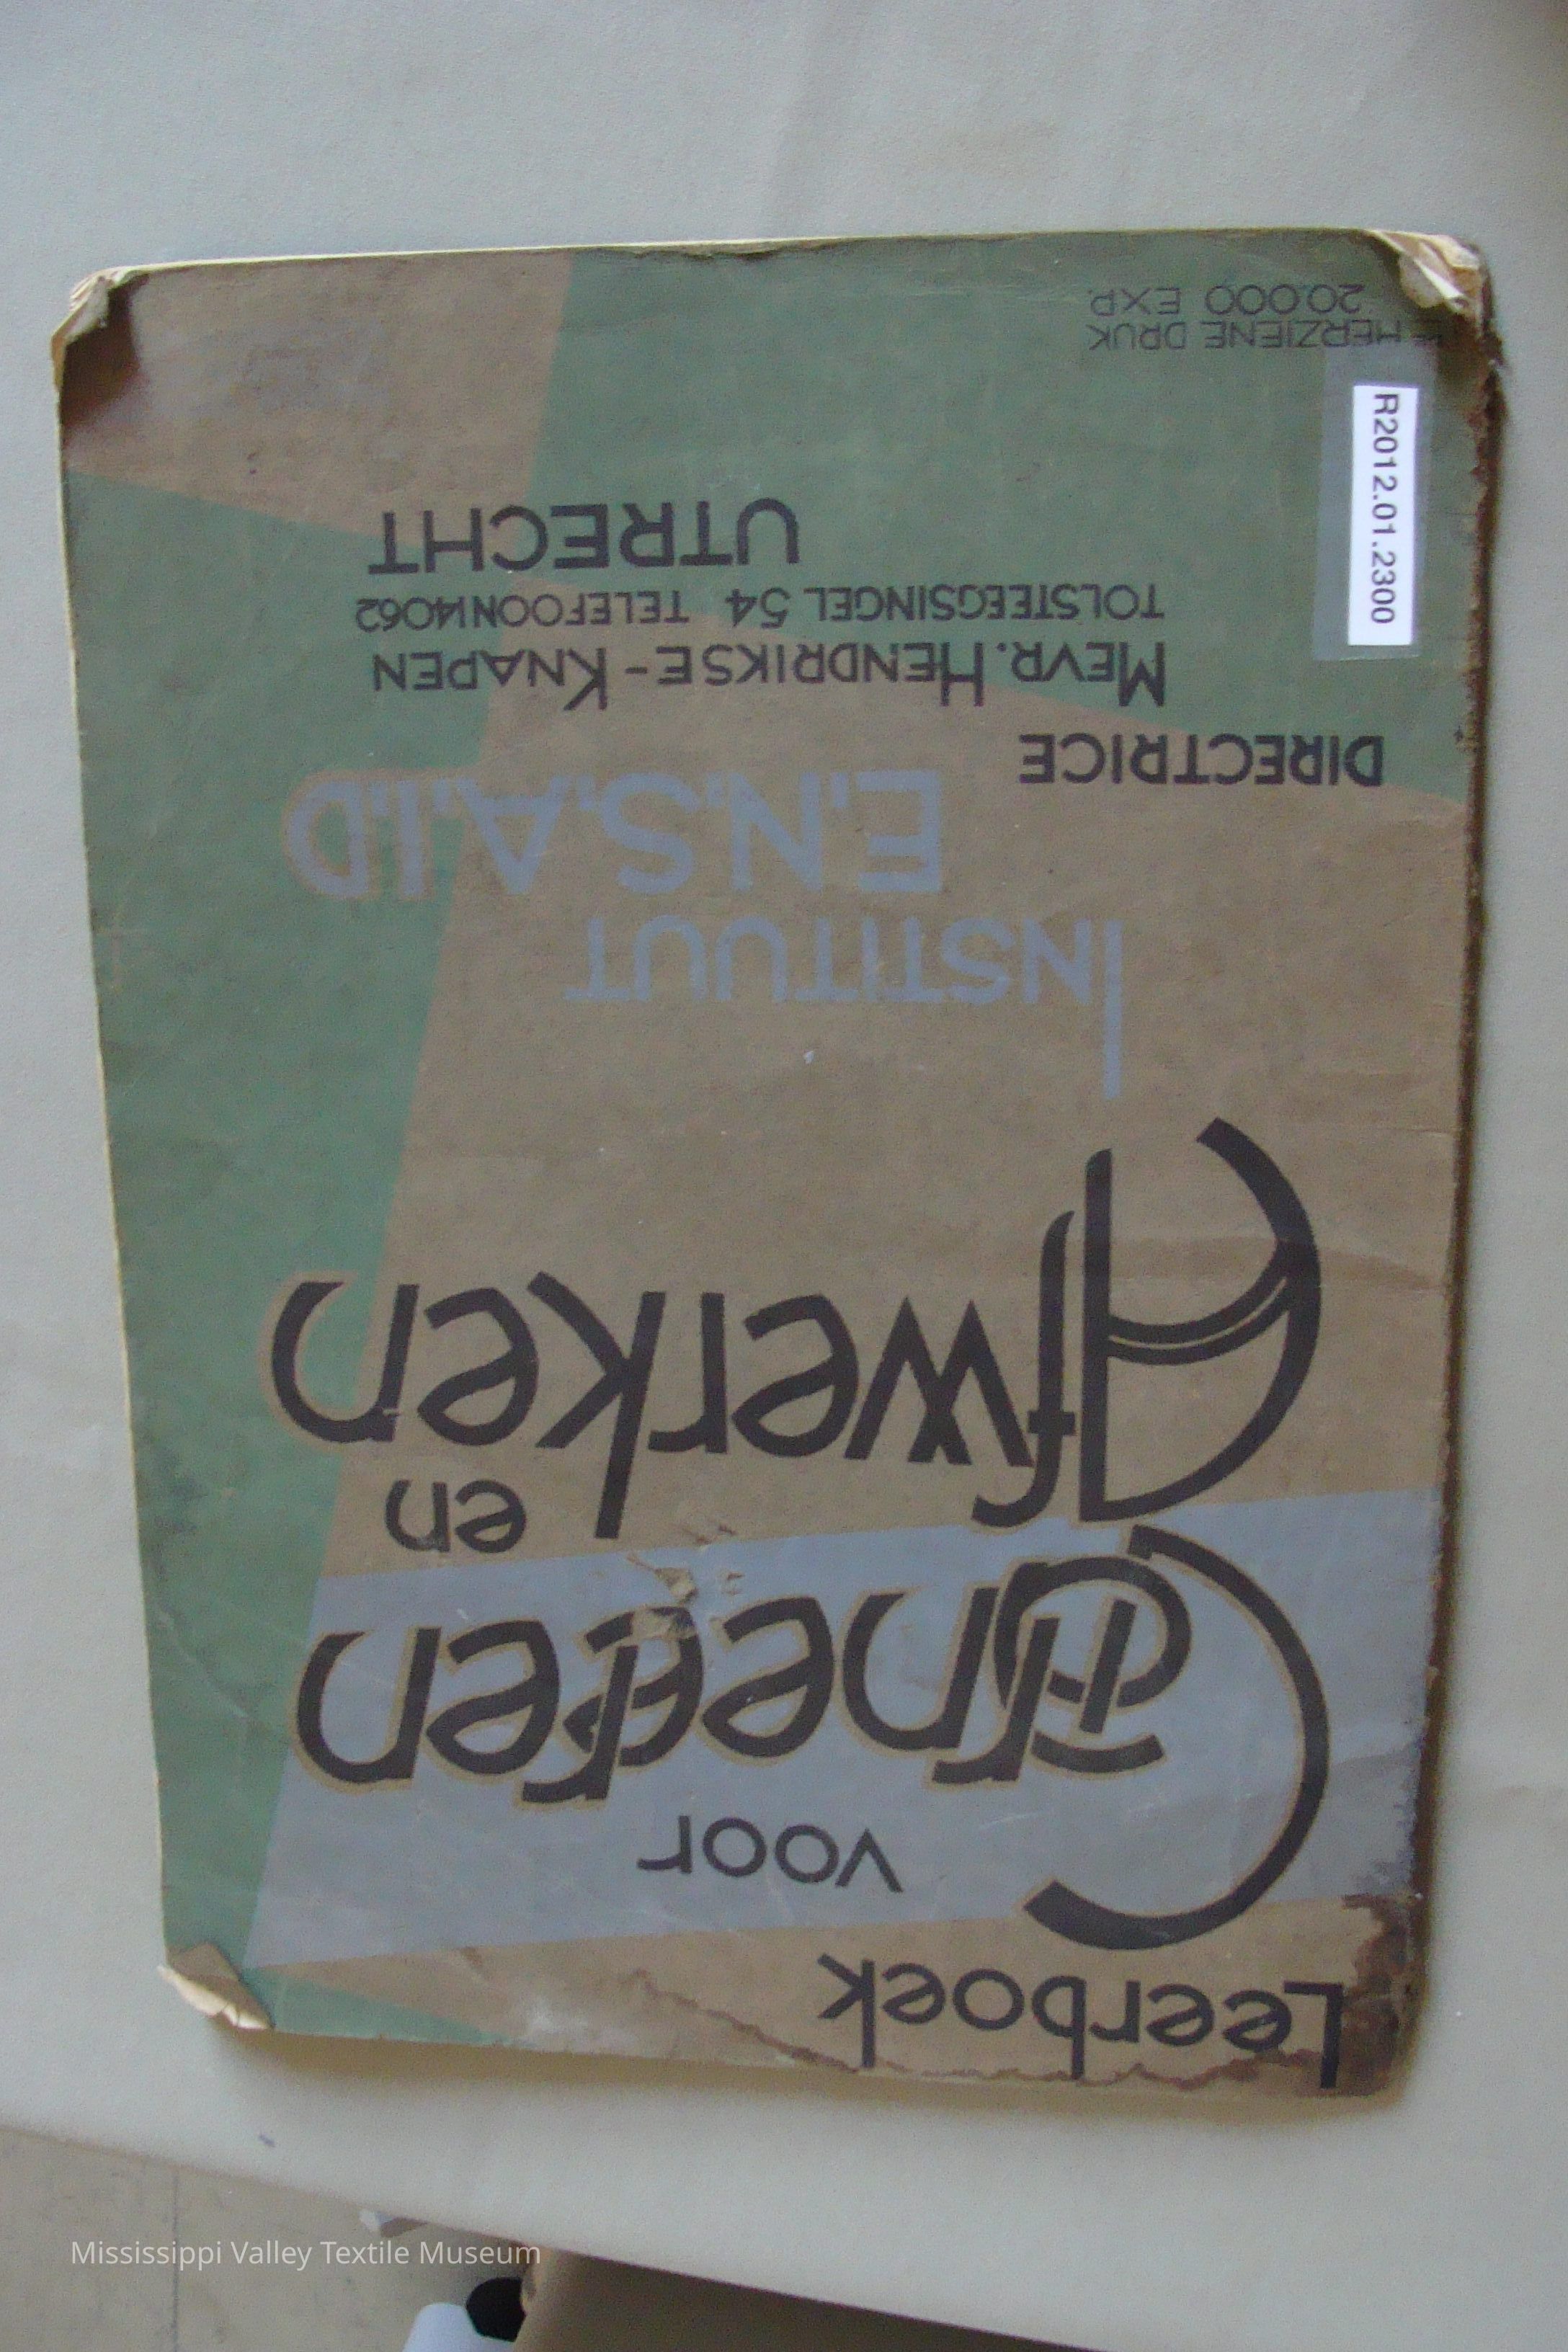 Leerboek
voor
Coupe
en
Afwerken
INSTITUUT
E.N.S.A.I.D
DIRECTRICE
MEVR. HENDRIKSE-KNAPEN
TOLSTEEGSINGEL 54 TELEFOON 14062
UTRECHT
HERZIENE DRUK
20.000 EXP.
R2012.01.2300
Mississippi Valley Textile Museum